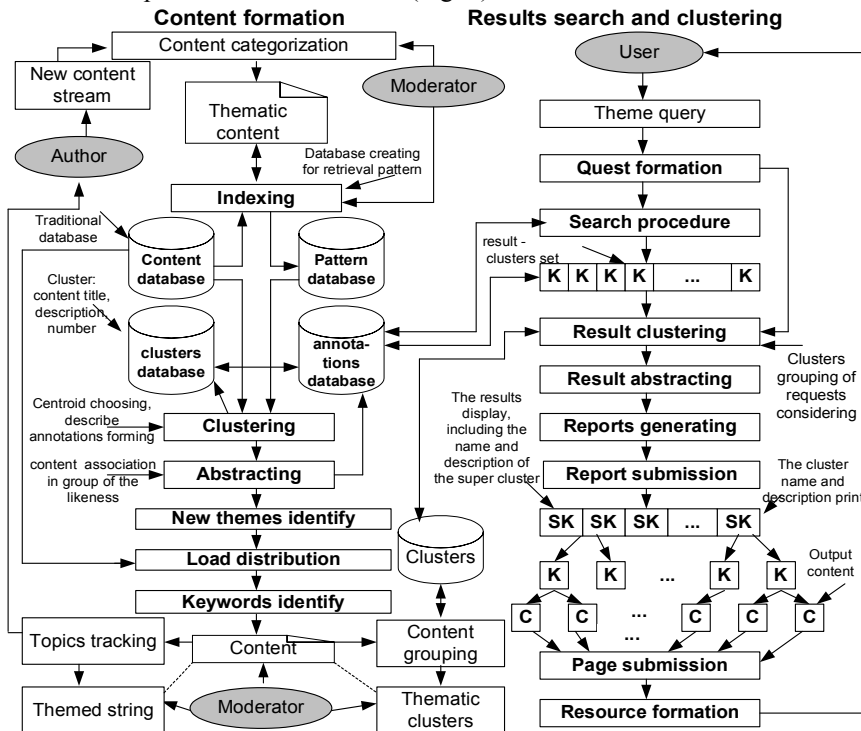 Content formation
Results search and clustering
Content categorization
New content
stream
Moderator
Thematic
content
Author
Database creating
for retrieval pattern
Indexing
Traditional
database
Content
database
Pattern
database
Cluster:
content title,
description
number
clusters
database
annota-
tions
database
Centroid choosing,
describe
annotations forming
Clustering
content association
in group of the
likeness
Abstracting
New themes identify
Load distribution
Keywords identify
Clusters
Topics tracking
Content
Content
grouping
Themed string
Moderator
Thematic
clusters
User
Theme query
Quest formation
Search procedure
result -
clusters set
K K K K ... K
Result clustering
Clusters
grouping of
requests
considering
Result abstracting
The results
display,
including the
name and
description of
the super cluster
Reports generating
Report submission
The cluster
name and
description print
SK SK SK ... SK
Output
content
K K ... K K
C C ... C C C
...
Page submission
Resource formation